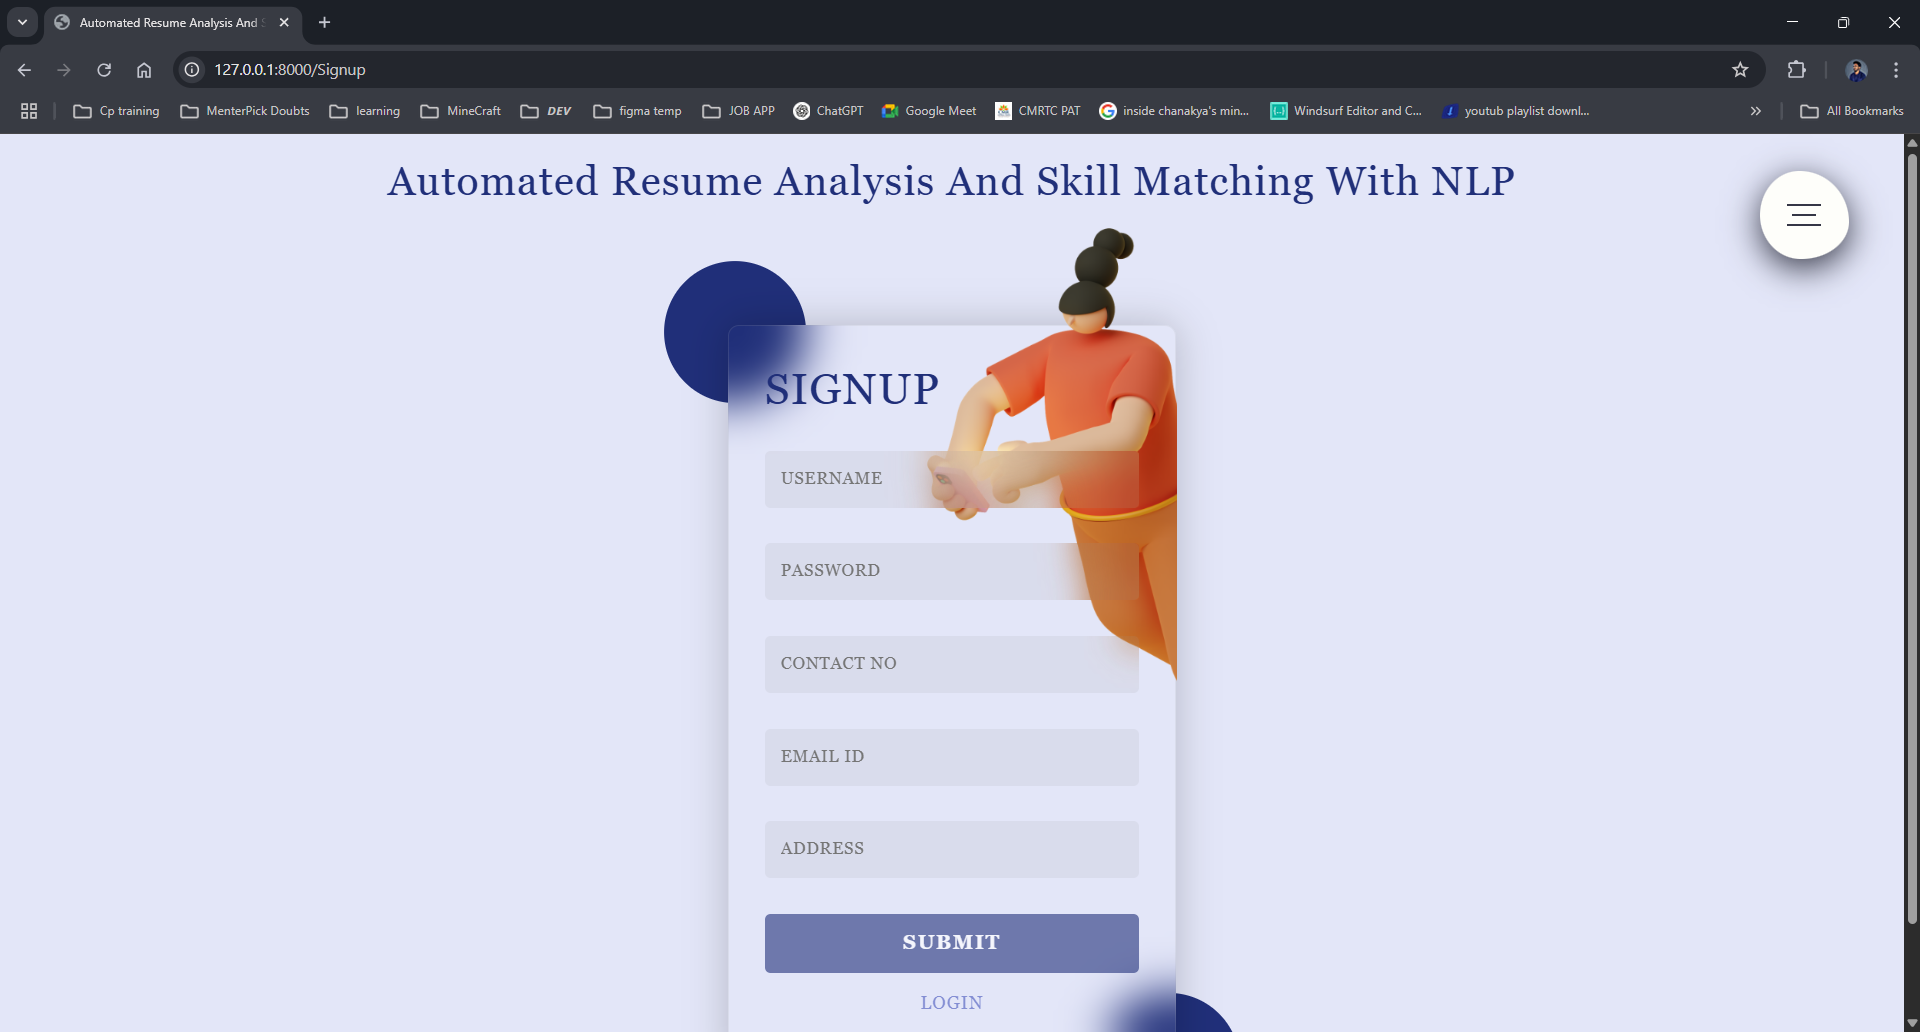 Automated Resume Analysis And
127.0.0.1:8000/Signup
Cp training
MenterPick Doubts
learning
MineCraft
DEV
figma temp
JOB APP
ChatGPT
Google Meet
CMRTC PAT
inside chanakya's min...
Windsurf Editor and C...
youtub playlist downl...
All Bookmarks
Automated Resume Analysis And Skill Matching With NLP
SIGNUP
USERNAME
PASSWORD
CONTACT NO
EMAIL ID
ADDRESS
SUBMIT
LOGIN